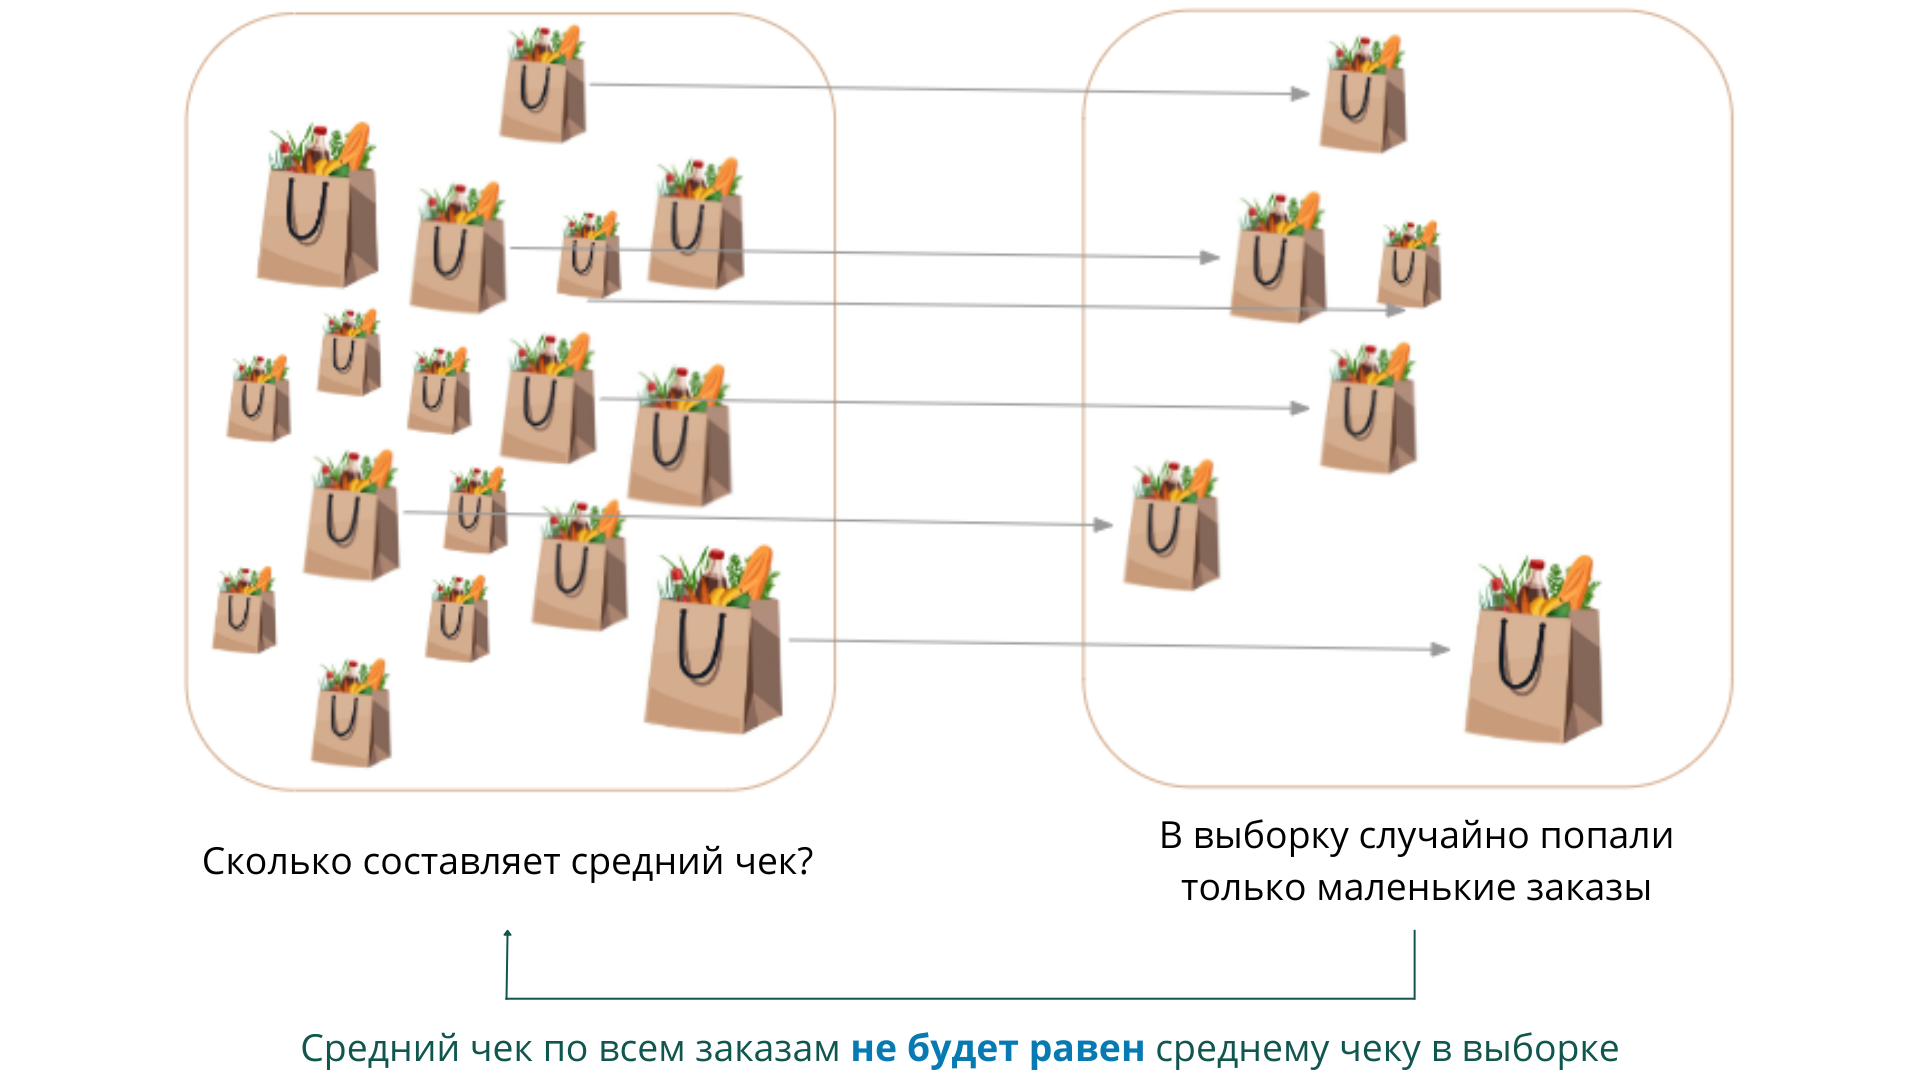 Сколько составляет средний чек?
В выборку случайно попали
только маленькие заказы
Средний чек по всем заказам не будет равен среднему чеку в выборке